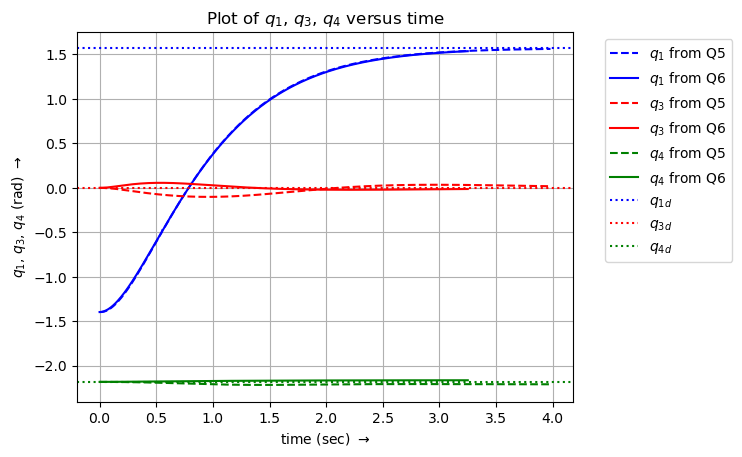 Plot of q₁, q₃, q₄ versus time
q₁, q₃, q₄ (rad) →
1.5
1.0
0.5
0.0
−0.5
−1.0
−1.5
−2.0
0.0 0.5 1.0 1.5 2.0 2.5 3.0 3.5 4.0
time (sec) →
q₁ from Q5
q₁ from Q6
q₃ from Q5
q₃ from Q6
q₄ from Q5
q₄ from Q6
q₁d
q₃d
q₄d